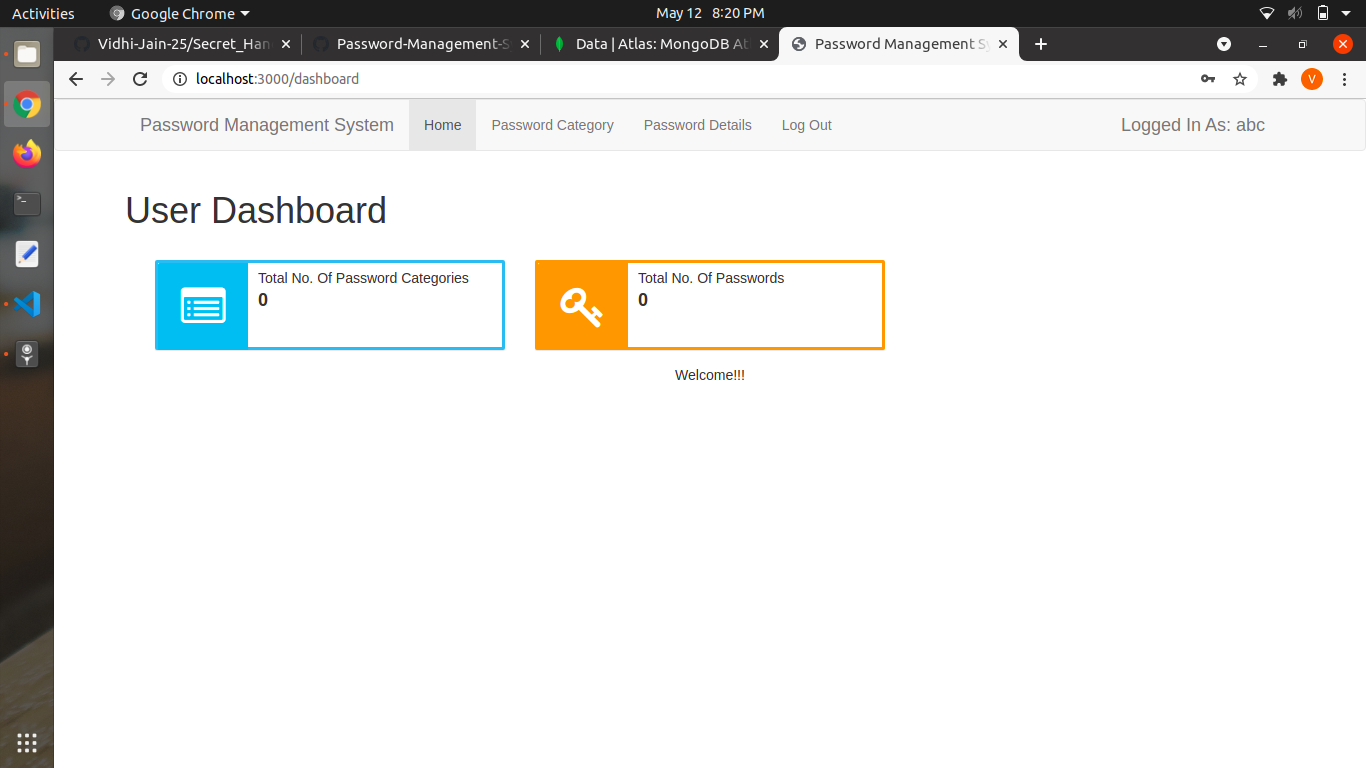 Activities Google Chrome May 12 8:20 PM
Vidhi-Jain-25/Secret_Han Password-Management-S Data | Atlas: MongoDB At Password Management Sy
localhost:3000/dashboard V
Password Management System Home Password Category Password Details Log Out Logged In As: abc
User Dashboard
Total No. Of Password Categories Total No. Of Passwords
0 0
Welcome!!!